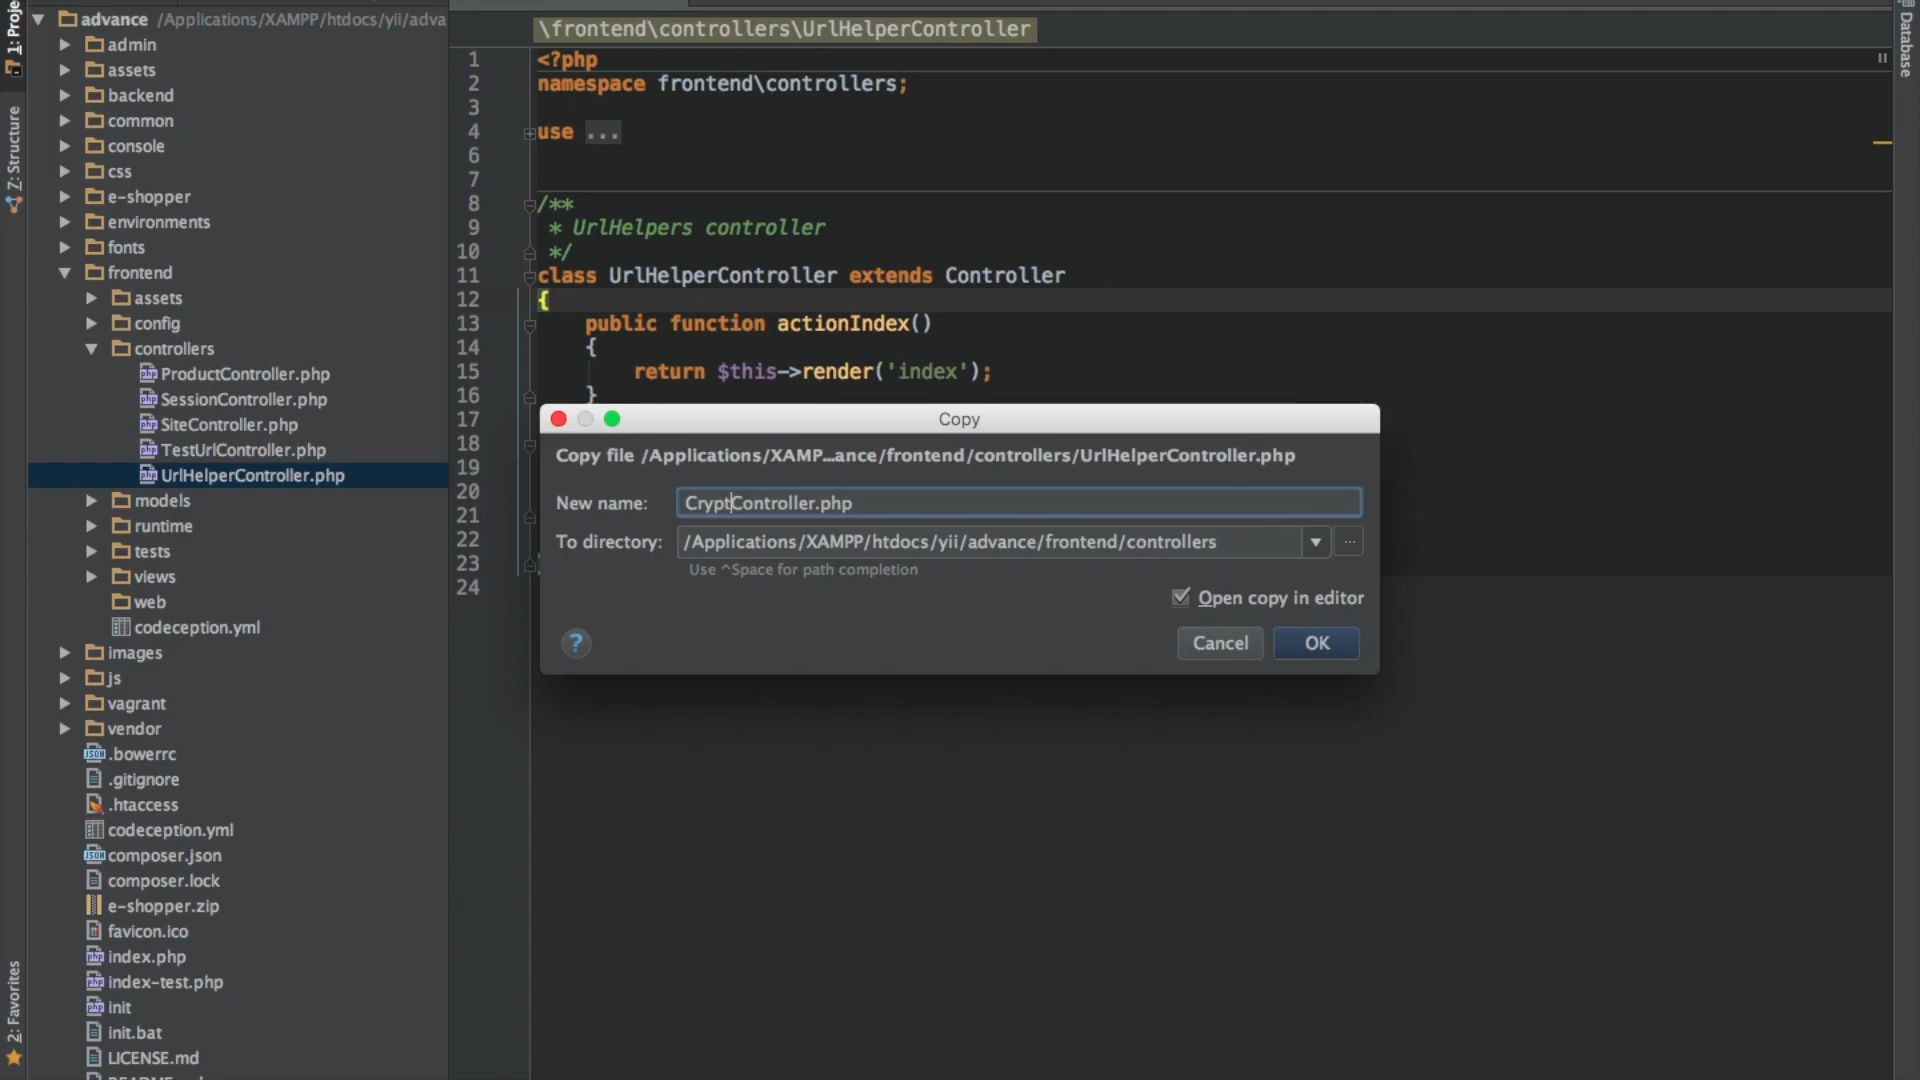 1: Proje
Z: Structure
2: Favorites
advance /Applications/XAMPP/htdocs/yii/adva
admin
assets
backend
common
console
css
e-shopper
environments
fonts
frontend
assets
config
controllers
ProductController.php
SessionController.php
SiteController.php
TestUrlController.php
UrlHelperController.php
models
runtime
tests
views
web
codeception.yml
images
js
vagrant
vendor
.bowerrc
.gitignore
.htaccess
codeception.yml
composer.json
composer.lock
e-shopper.zip
favicon.ico
index.php
index-test.php
init
init.bat
LICENSE.md
\frontend\controllers\UrlHelperController
1 <?php
2 namespace frontend\controllers;
3
4 use ...
6
7
8 /**
9 * UrlHelpers controller
10 */
11 class UrlHelperController extends Controller
12 {
13 public function actionIndex()
14 {
15 return $this->render('index');
16 }
17
18
19
20
21
22
23
24
Copy
Copy file /Applications/XAMP...ance/frontend/controllers/UrlHelperController.php
New name: CryptController.php
To directory: /Applications/XAMPP/htdocs/yii/advance/frontend/controllers
Use ^Space for path completion
Open copy in editor
? Cancel OK
Database